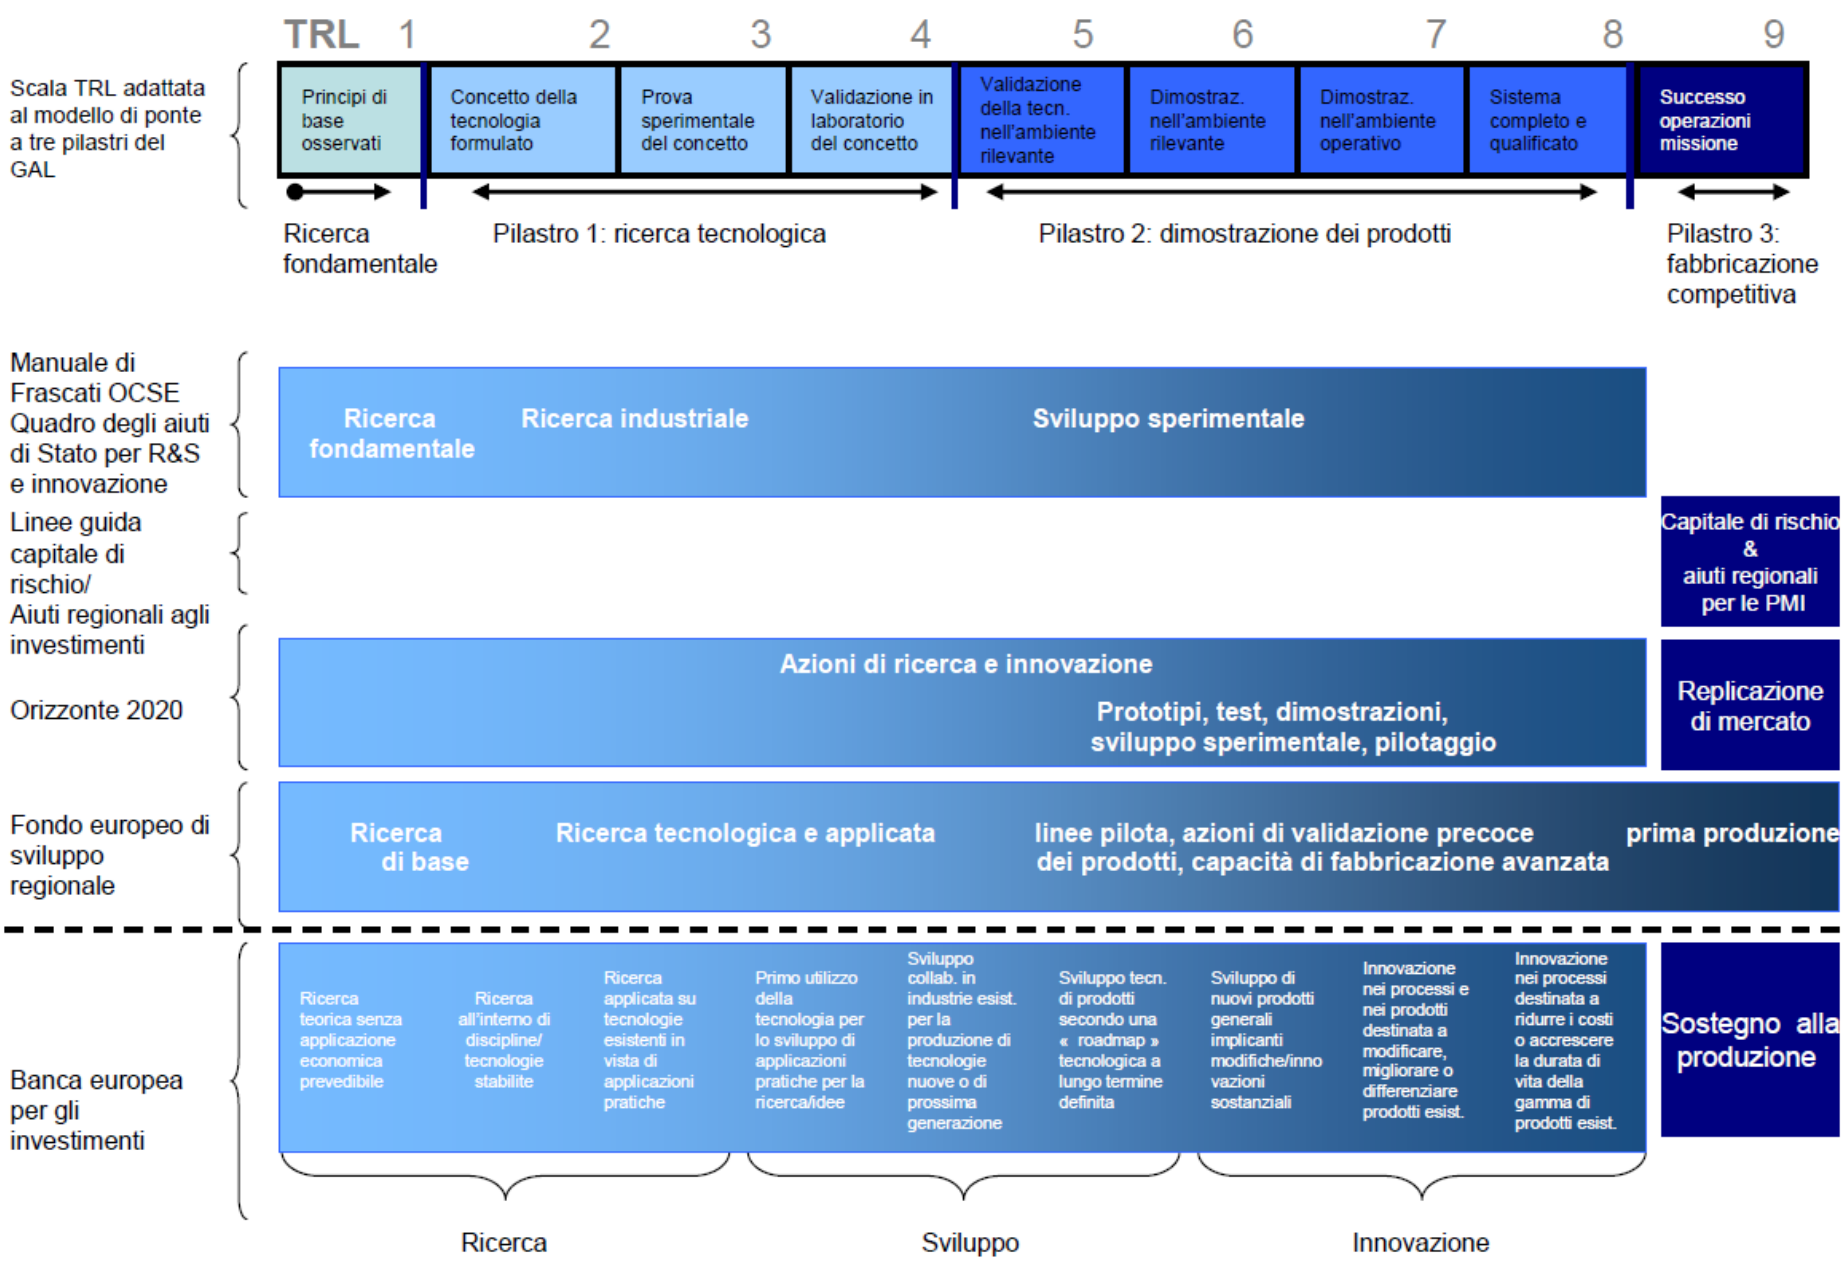 TRL 1 2 3 4 5 6 7 8 9
Scala TRL adattata
al modello di ponte
a tre pilastri del
GAL
Principi di
base
osservati
Concetto della
tecnologia
formulato
Prova
sperimentale
del concetto
Validazione in
laboratorio
del concetto
Validazione
della tecn.
nell'ambiente
rilevante
Dimostraz.
nell'ambiente
rilevante
Dimostraz.
nell'ambiente
operativo
Sistema
completo e
qualificato
Successo
operazioni
missione
Ricerca
fondamentale
Pilastro 1: ricerca tecnologica
Pilastro 2: dimostrazione dei prodotti
Pilastro 3:
fabbricazione
competitiva
Manuale di
Frascati OCSE
Quadro degli aiuti
di Stato per R&S
e innovazione
Ricerca
fondamentale
Ricerca industriale
Sviluppo sperimentale
Linee guida
capitale di
rischio/
Aiuti regionali agli
investimenti
Capitale di rischio
&
aiuti regionali
per le PMI
Orizzonte 2020
Azioni di ricerca e innovazione
Prototipi, test, dimostrazioni,
sviluppo sperimentale, pilotaggio
Replicazione
di mercato
Fondo europeo di
sviluppo
regionale
Ricerca
di base
Ricerca tecnologica e applicata
linee pilota, azioni di validazione precoce
dei prodotti, capacità di fabbricazione avanzata
prima produzione
Banca europea
per gli
investimenti
Ricerca
teorica senza
applicazione
economica
prevedibile
Ricerca
all'interno di
discipline/
tecnologie
stabilite
Ricerca
applicata su
tecnologie
esistenti in
vista di
applicazioni
pratiche
Primo utilizzo
della
tecnologia per
lo sviluppo di
applicazioni
pratiche per la
ricerca/idee
Sviluppo
collab. in
industrie esist.
per la
produzione di
tecnologie
nuove o di
prossima
generazione
Sviluppo tecn.
di prodotti
secondo una
« roadmap »
tecnologica a
lungo termine
definita
Sviluppo di
nuovi prodotti
generali
implicanti
modifiche/inno
vazioni
sostanziali
Innovazione
nei processi e
nei prodotti
destinata a
modificare,
migliorare o
differenziare
prodotti esist.
Innovazione
nei processi
destinata a
ridurre i costi
o accrescere
la durata di
vita della
gamma di
prodotti esist.
Sostegno alla
produzione
Ricerca
Sviluppo
Innovazione